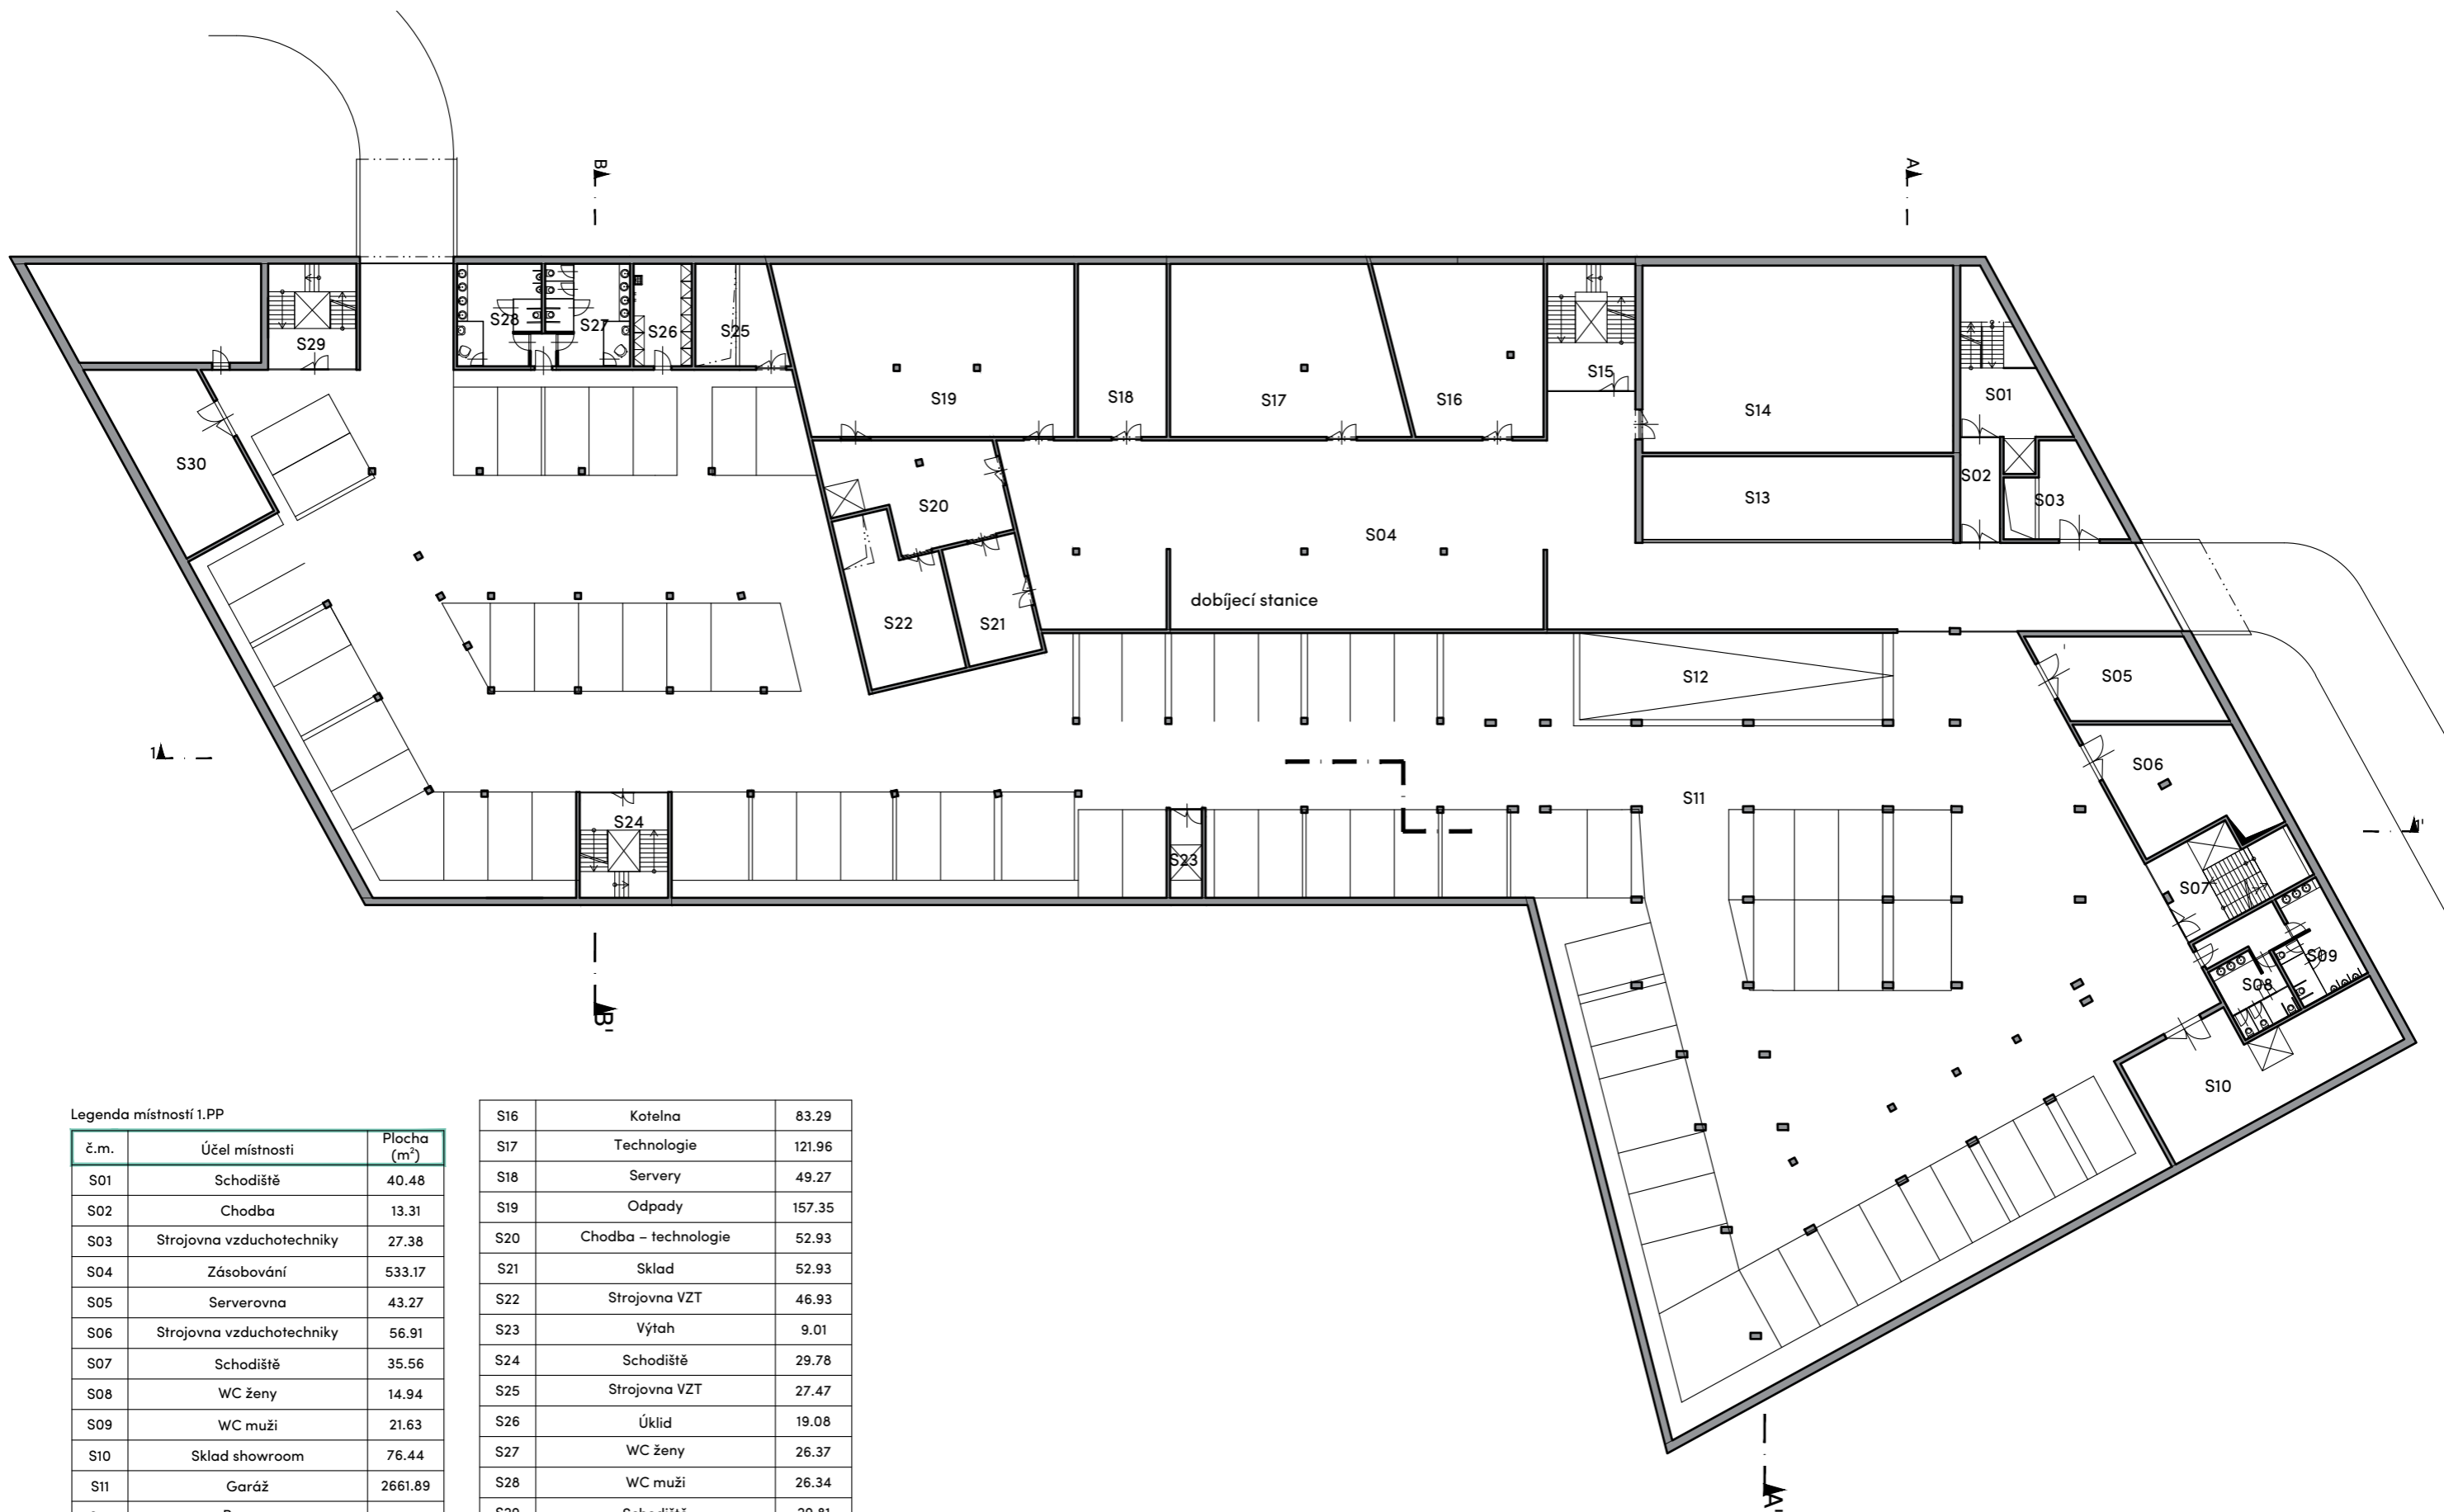 B
A
S28
S27
S26
S25
S29
S19
S18
S17
S16
S15
S14
S01
S30
S20
S13
S02
S03
S04
dobíjecí stanice
S22
S21
S12
S05
1
S06
S11
S24
S23
S07
1'
S09
S08
B'
S10
A'
Legenda místností 1.PP
č.m. Účel místnosti Plocha (m²)
S01 Schodiště 40.48
S02 Chodba 13.31
S03 Strojovna vzduchotechniky 27.38
S04 Zásobování 533.17
S05 Serverovna 43.27
S06 Strojovna vzduchotechniky 56.91
S07 Schodiště 35.56
S08 WC ženy 14.94
S09 WC muži 21.63
S10 Sklad showroom 76.44
S11 Garáž 2661.89
S16 Kotelna 83.29
S17 Technologie 121.96
S18 Servery 49.27
S19 Odpady 157.35
S20 Chodba – technologie 52.93
S21 Sklad 52.93
S22 Strojovna VZT 46.93
S23 Výtah 9.01
S24 Schodiště 29.78
S25 Strojovna VZT 27.47
S26 Úklid 19.08
S27 WC ženy 26.37
S28 WC muži 26.34
S29 Schodiště 29.81